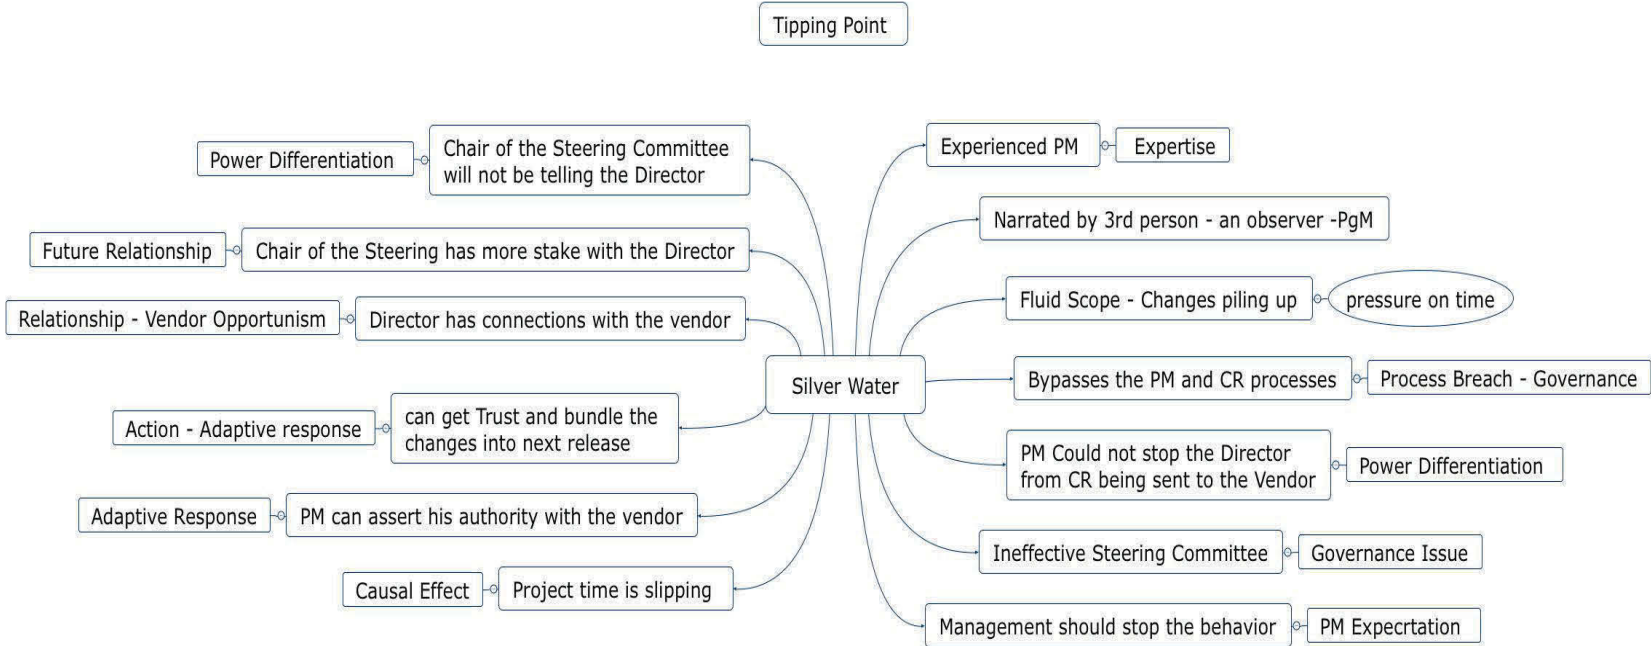 Tipping Point
Power Differentiation
Chair of the Steering Committee
will not be telling the Director
Future Relationship
Chair of the Steering has more stake with the Director
Relationship - Vendor Opportunism
Director has connections with the vendor
Action - Adaptive response
can get Trust and bundle the
changes into next release
Adaptive Response
PM can assert his authority with the vendor
Causal Effect
Project time is slipping
Silver Water
Experienced PM
Expertise
Narrated by 3rd person - an observer -PgM
Fluid Scope - Changes piling up
pressure on time
Bypasses the PM and CR processes
Process Breach - Governance
PM Could not stop the Director
from CR being sent to the Vendor
Power Differentiation
Ineffective Steering Committee
Governance Issue
Management should stop the behavior
PM Expecrtation